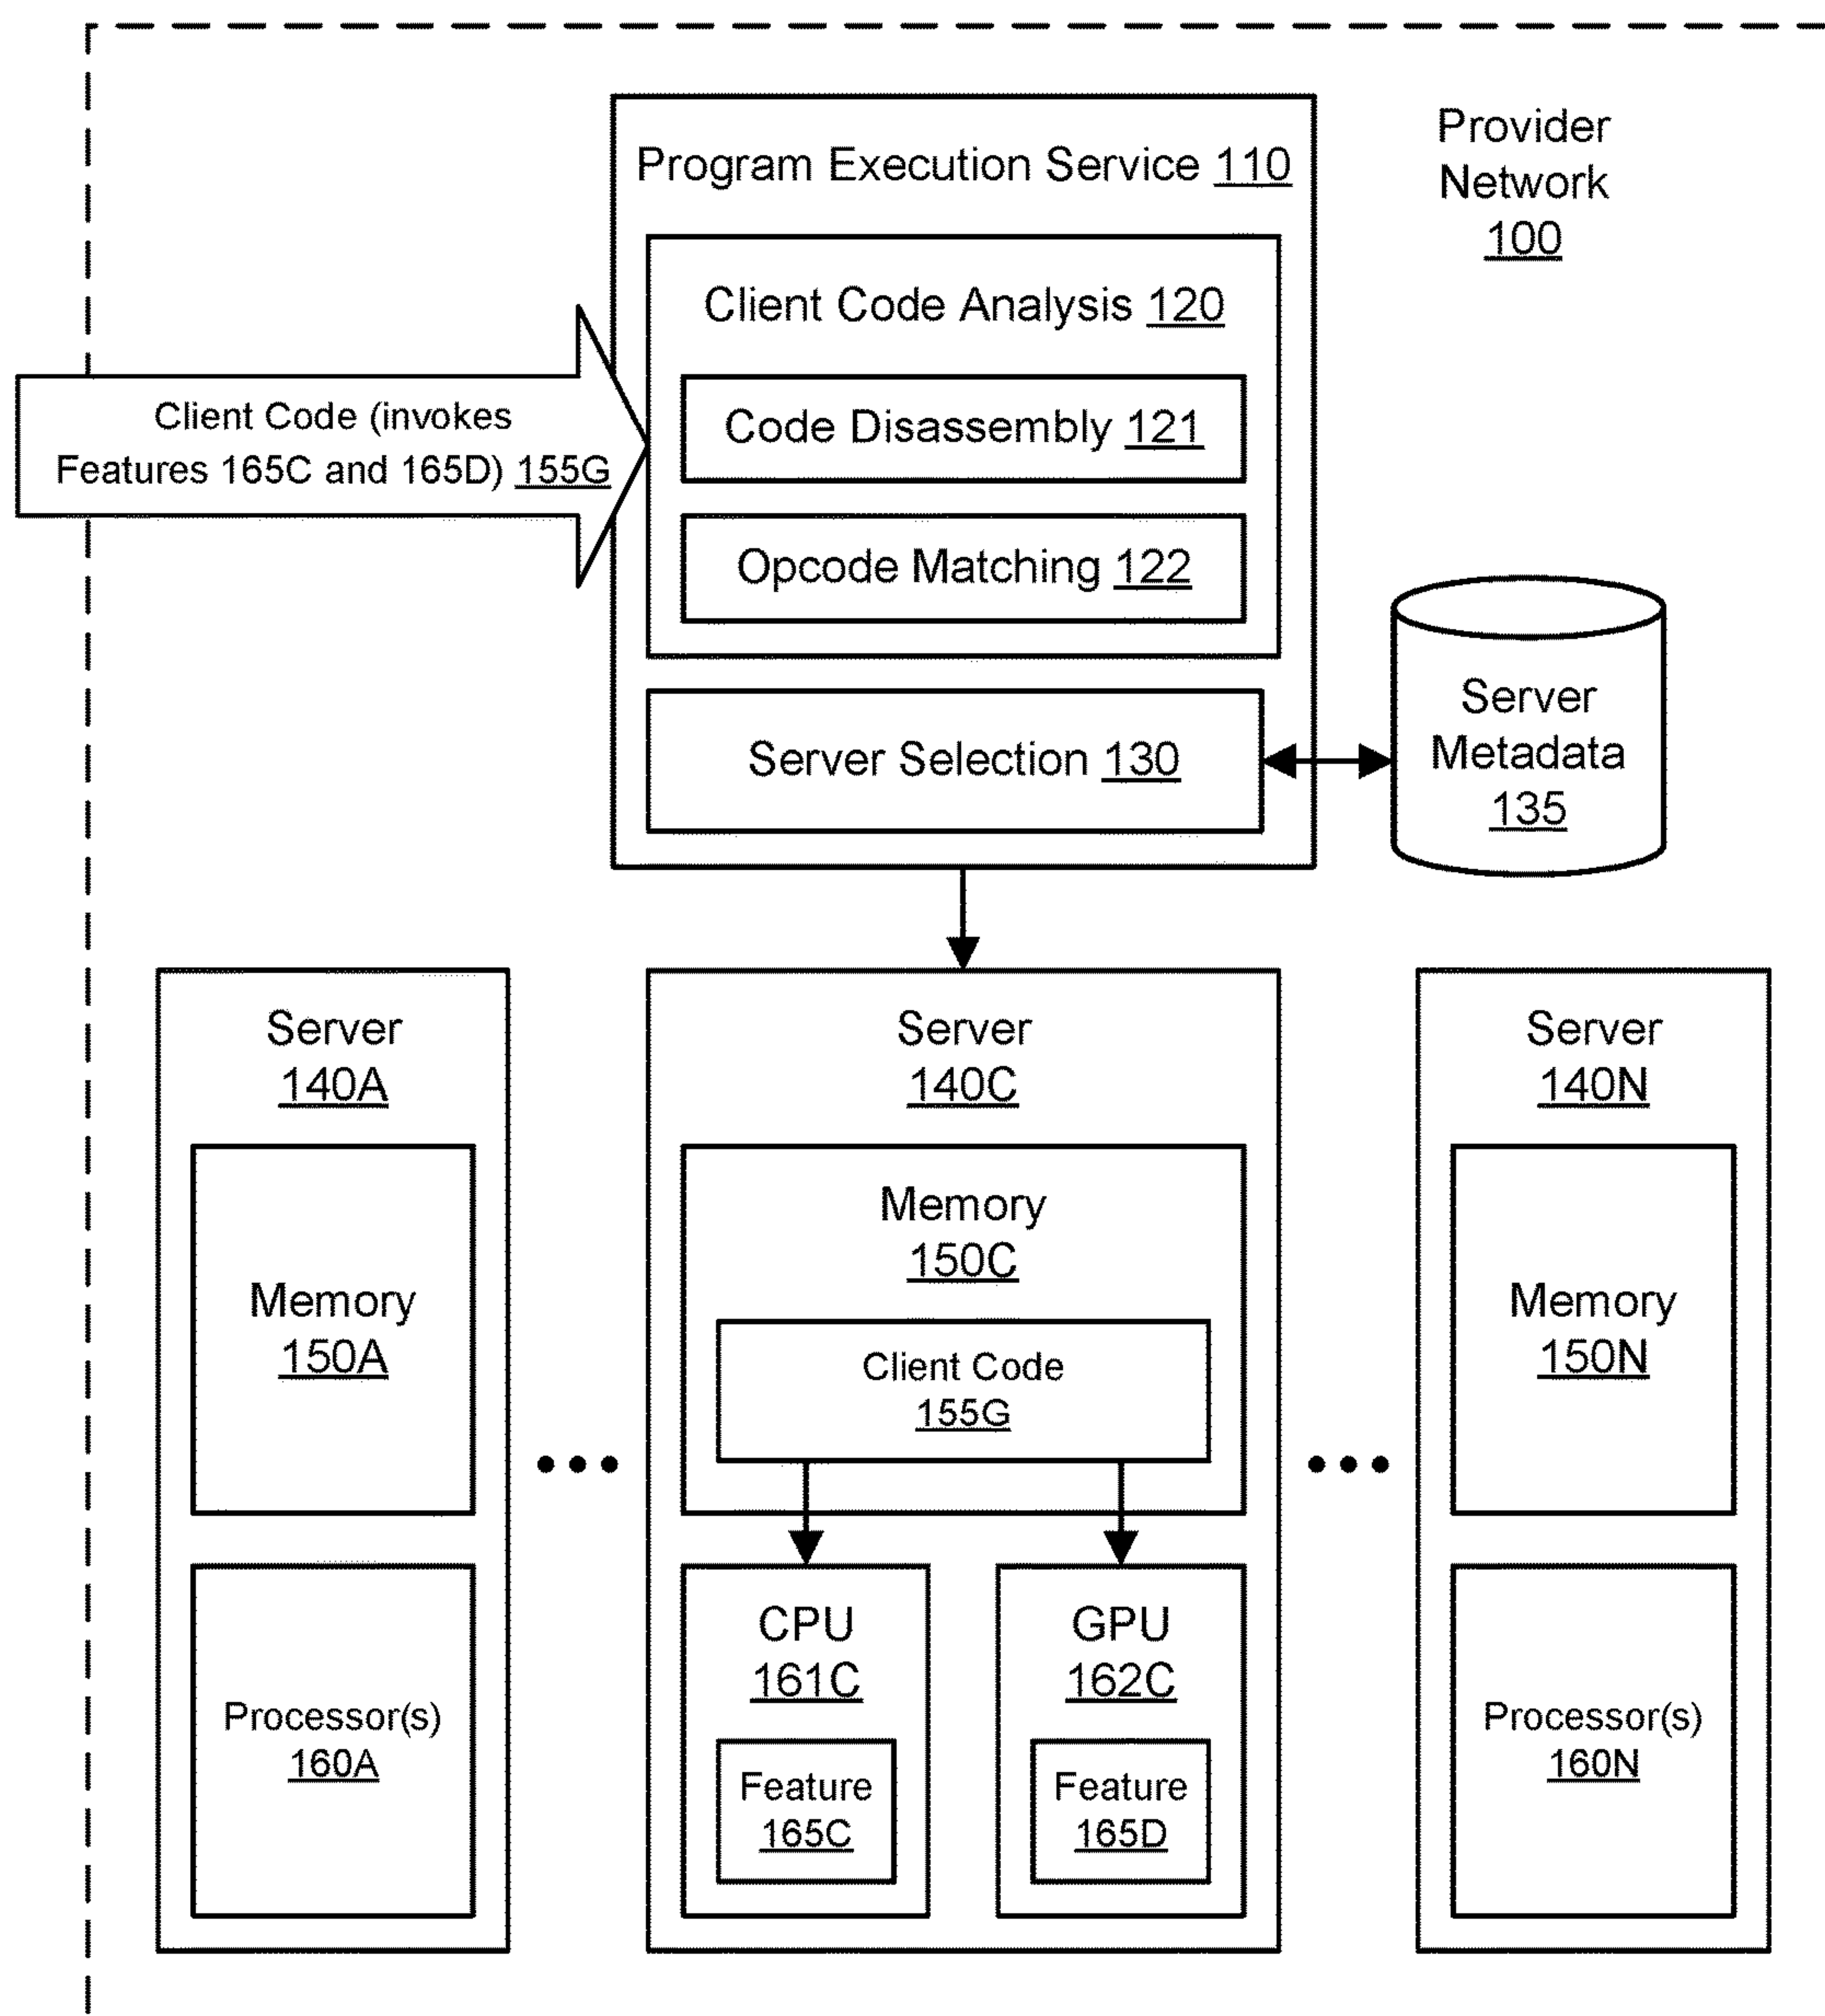 Provider
Network
100
Program Execution Service 110
Client Code Analysis 120
Client Code (invokes
Features 165C and 165D) 155G
Code Disassembly 121
Opcode Matching 122
Server Selection 130
Server
Metadata
135
Server
140A
Memory
150A
Processor(s)
160A
Server
140C
Memory
150C
Client Code
155G
CPU
161C
Feature
165C
GPU
162C
Feature
165D
Server
140N
Memory
150N
Processor(s)
160N